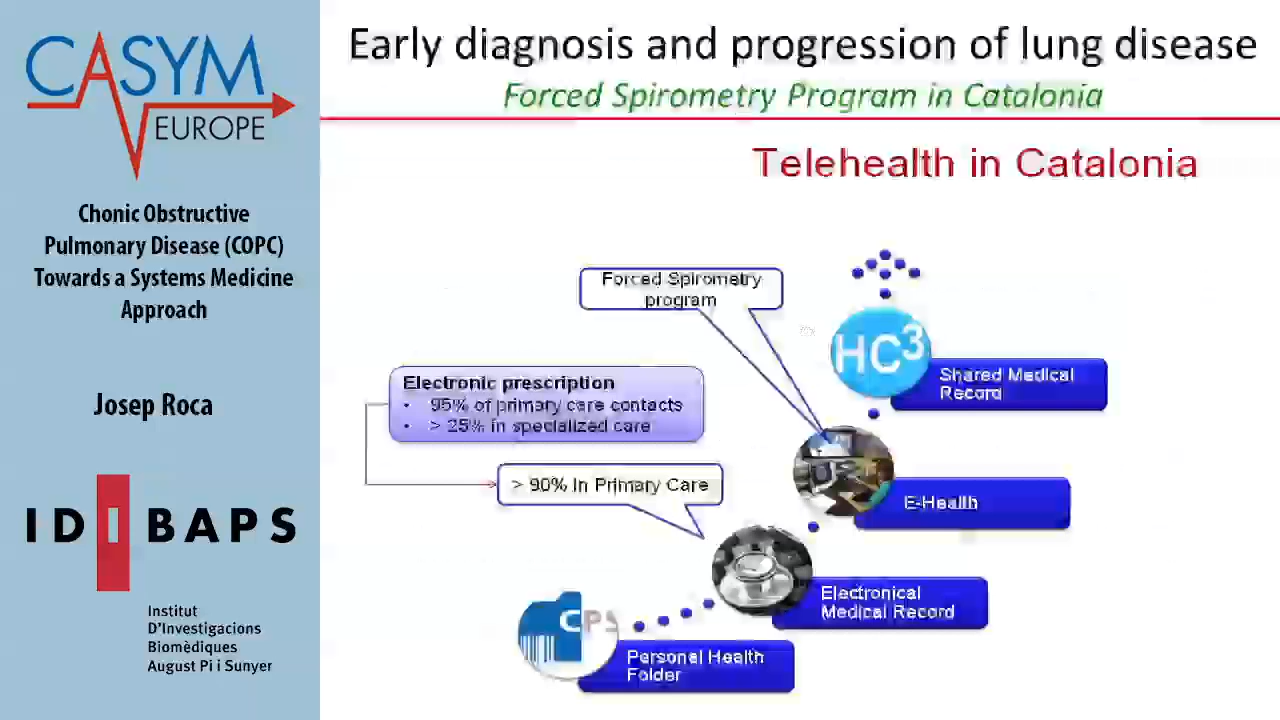 CASYM
EUROPE
Chonic Obstructive
Pulmonary Disease (COPC)
Towards a Systems Medicine
Approach
Josep Roca
IDIBAPS
Institut
D'Investigacions
Biomèdiques
August Pi i Sunyer
Early diagnosis and progression of lung disease
Forced Spirometry Program in Catalonia
Telehealth in Catalonia
Forced Spirometry
program
HC3
Shared Medical
Record
Electronic prescription
• 95% of primary care contacts
• > 25% in specialized care
> 90% in Primary Care
E-Health
Electronical
Medical Record
CPS
Personal Health
Folder